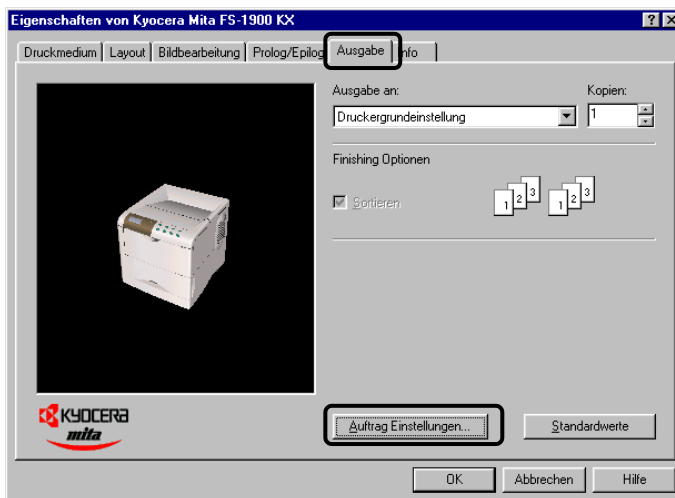 Eigenschaften von Kyocera Mita FS-1900 KX
Druckmedium Layout Bildbearbeitung Prolog/Epilog Ausgabe Info
Ausgabe an: Kopien:
Druckergrundeinstellung 1
Finishing Optionen
Sortieren
1 2 3 1 2 3
KYOCERA
mita
Auftrag Einstellungen... Standardwerte
OK Abbrechen Hilfe